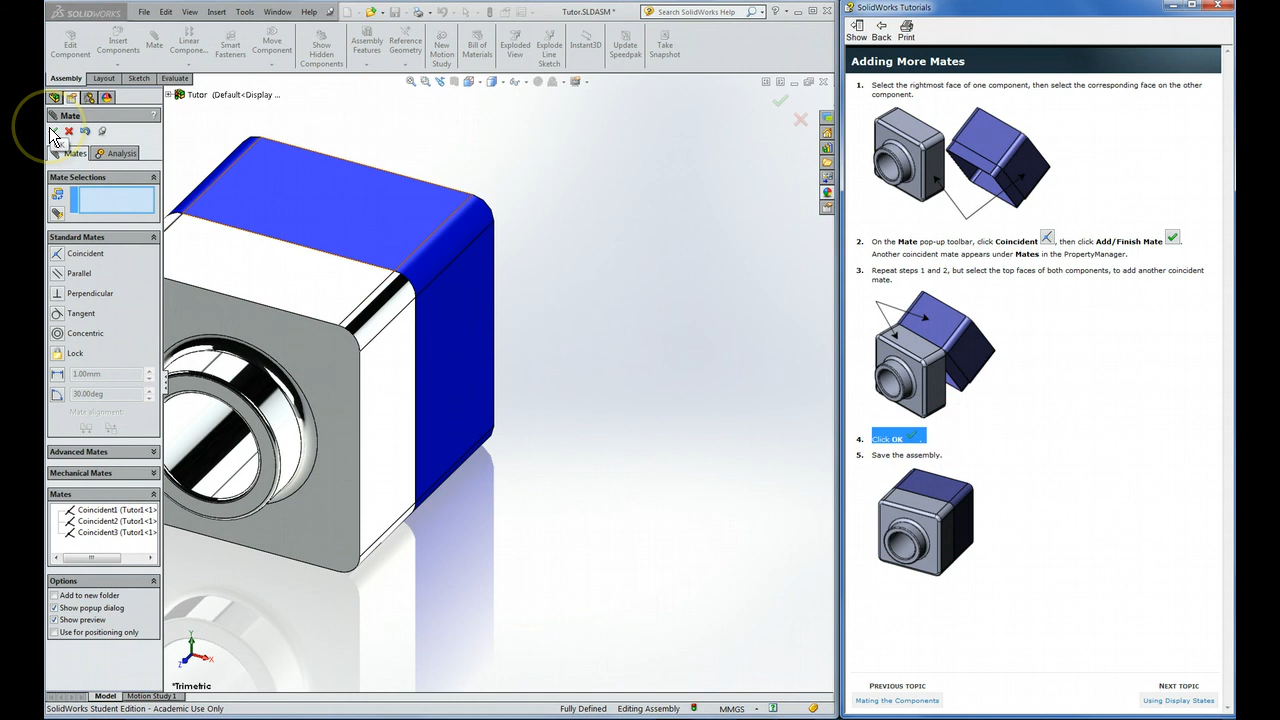 SOLIDWORKS
File
Edit
View
Insert
Tools
Window
Help
Tutor.SLDASM *
Search SolidWorks Help
Edit Component
Insert Components
Mate
Linear Compone...
Smart Fasteners
Move Component
Show Hidden Components
Assembly Features
Reference Geometry
New Motion Study
Bill of Materials
Exploded View
Explode Line Sketch
Instant3D
Update Speedpak
Take Snapshot
Assembly
Layout
Sketch
Evaluate
Tutor (Default<Display ...
Mate
?
Mates
Analysis
Mate Selections
Standard Mates
Coincident
Parallel
Perpendicular
Tangent
Concentric
Lock
1.00mm
30.00deg
Mate alignment:
Advanced Mates
Mechanical Mates
Mates
Coincident1 (Tutor1<1>
Coincident2 (Tutor1<1>
Coincident3 (Tutor1<1>
Options
Add to new folder
Show popup dialog
Show preview
Use for positioning only
Y
X
Z
*Trimetric
Model
Motion Study 1
SolidWorks Student Edition - Academic Use Only
Fully Defined
Editing Assembly
MMGS
SolidWorks Tutorials
Show
Back
Print
Adding More Mates
1. Select the rightmost face of one component, then select the corresponding face on the other
component.
2. On the Mate pop-up toolbar, click Coincident , then click Add/Finish Mate .
Another coincident mate appears under Mates in the PropertyManager.
3. Repeat steps 1 and 2, but select the top faces of both components, to add another coincident
mate.
4. Click OK .
5. Save the assembly.
PREVIOUS TOPIC
Mating the Components
NEXT TOPIC
Using Display States